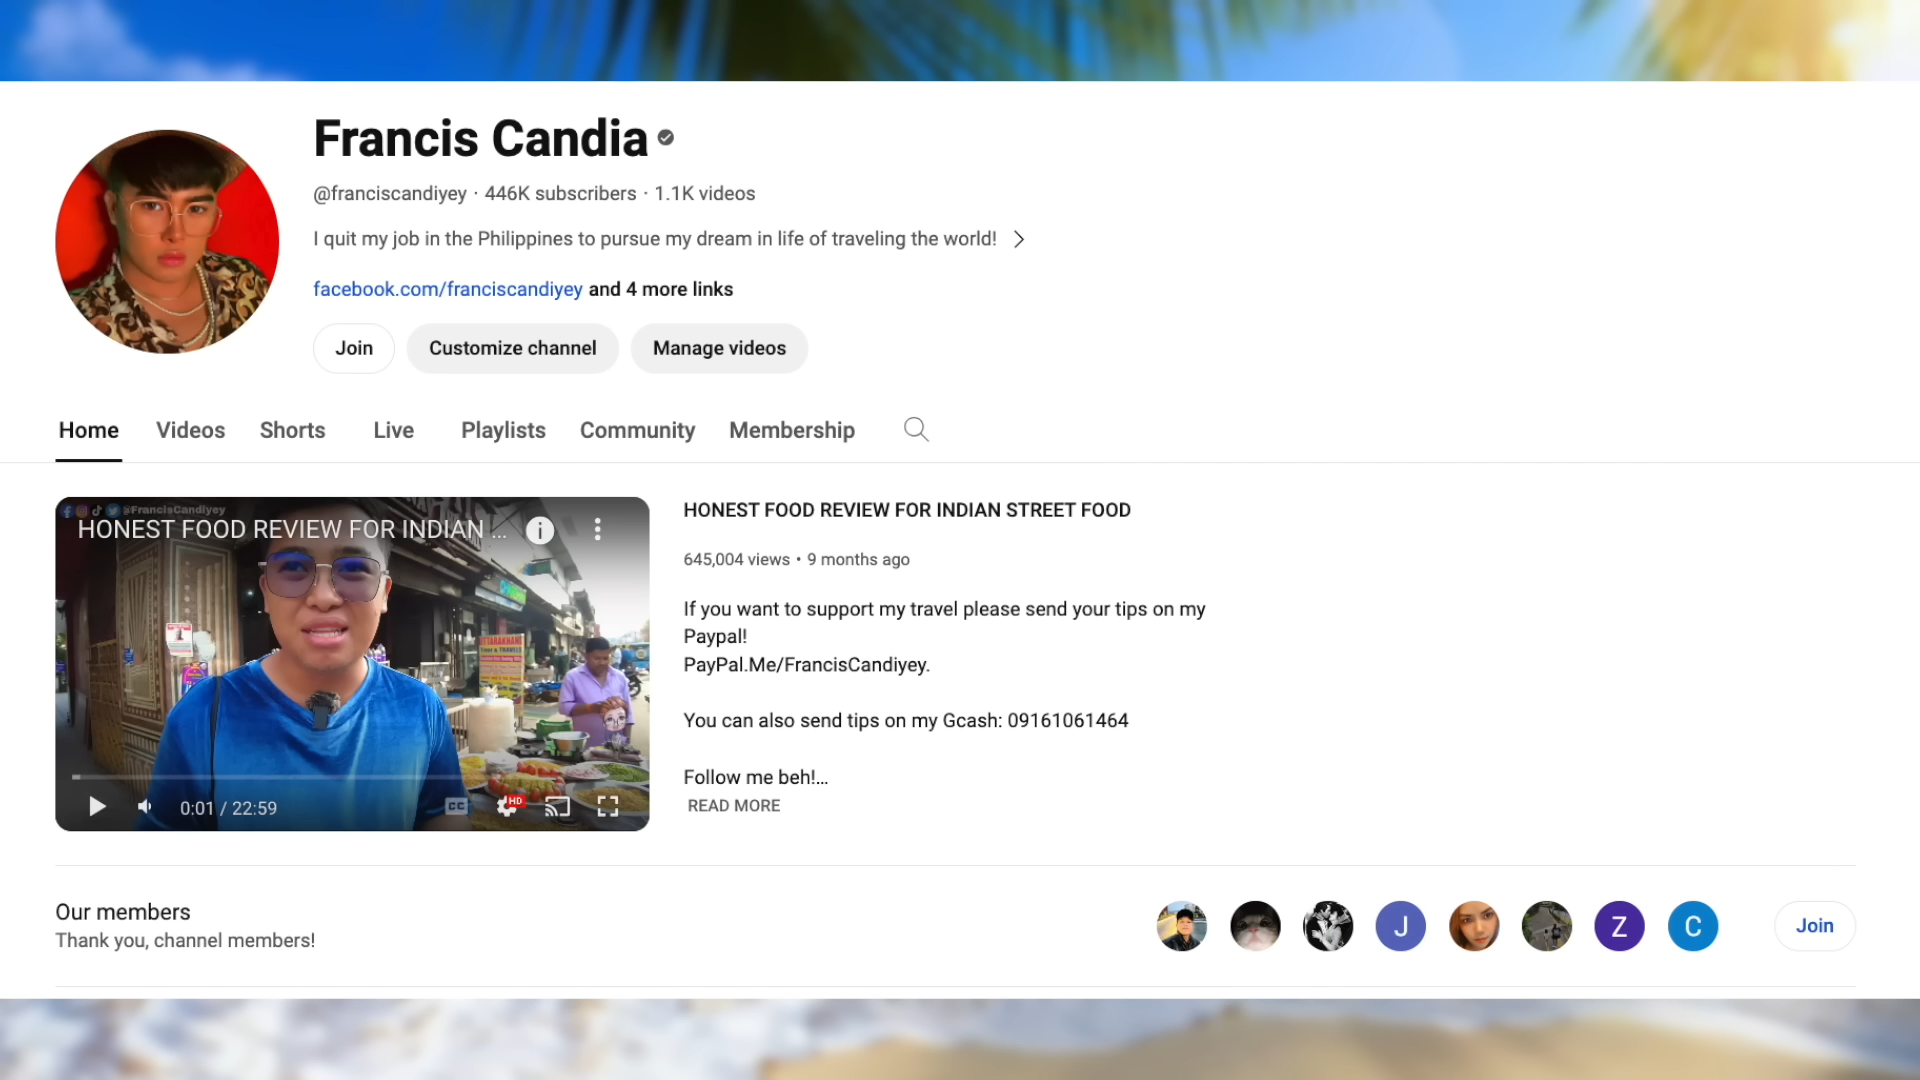 Francis Candia
@franciscandiyey · 446K subscribers · 1.1K videos
I quit my job in the Philippines to pursue my dream in life of traveling the world!
facebook.com/franciscandiyey and 4 more links
Join
Customize channel
Manage videos
Home
Videos
Shorts
Live
Playlists
Community
Membership
@FrancisCandiyey
HONEST FOOD REVIEW FOR INDIAN ...
UTTARAKHAND
0:01 / 22:59
CC
HD
HONEST FOOD REVIEW FOR INDIAN STREET FOOD
645,004 views • 9 months ago
If you want to support my travel please send your tips on my
Paypal!
PayPal.Me/FrancisCandiyey.
You can also send tips on my Gcash: 09161061464
Follow me beh!...
READ MORE
Our members
Thank you, channel members!
J
Z
C
Join